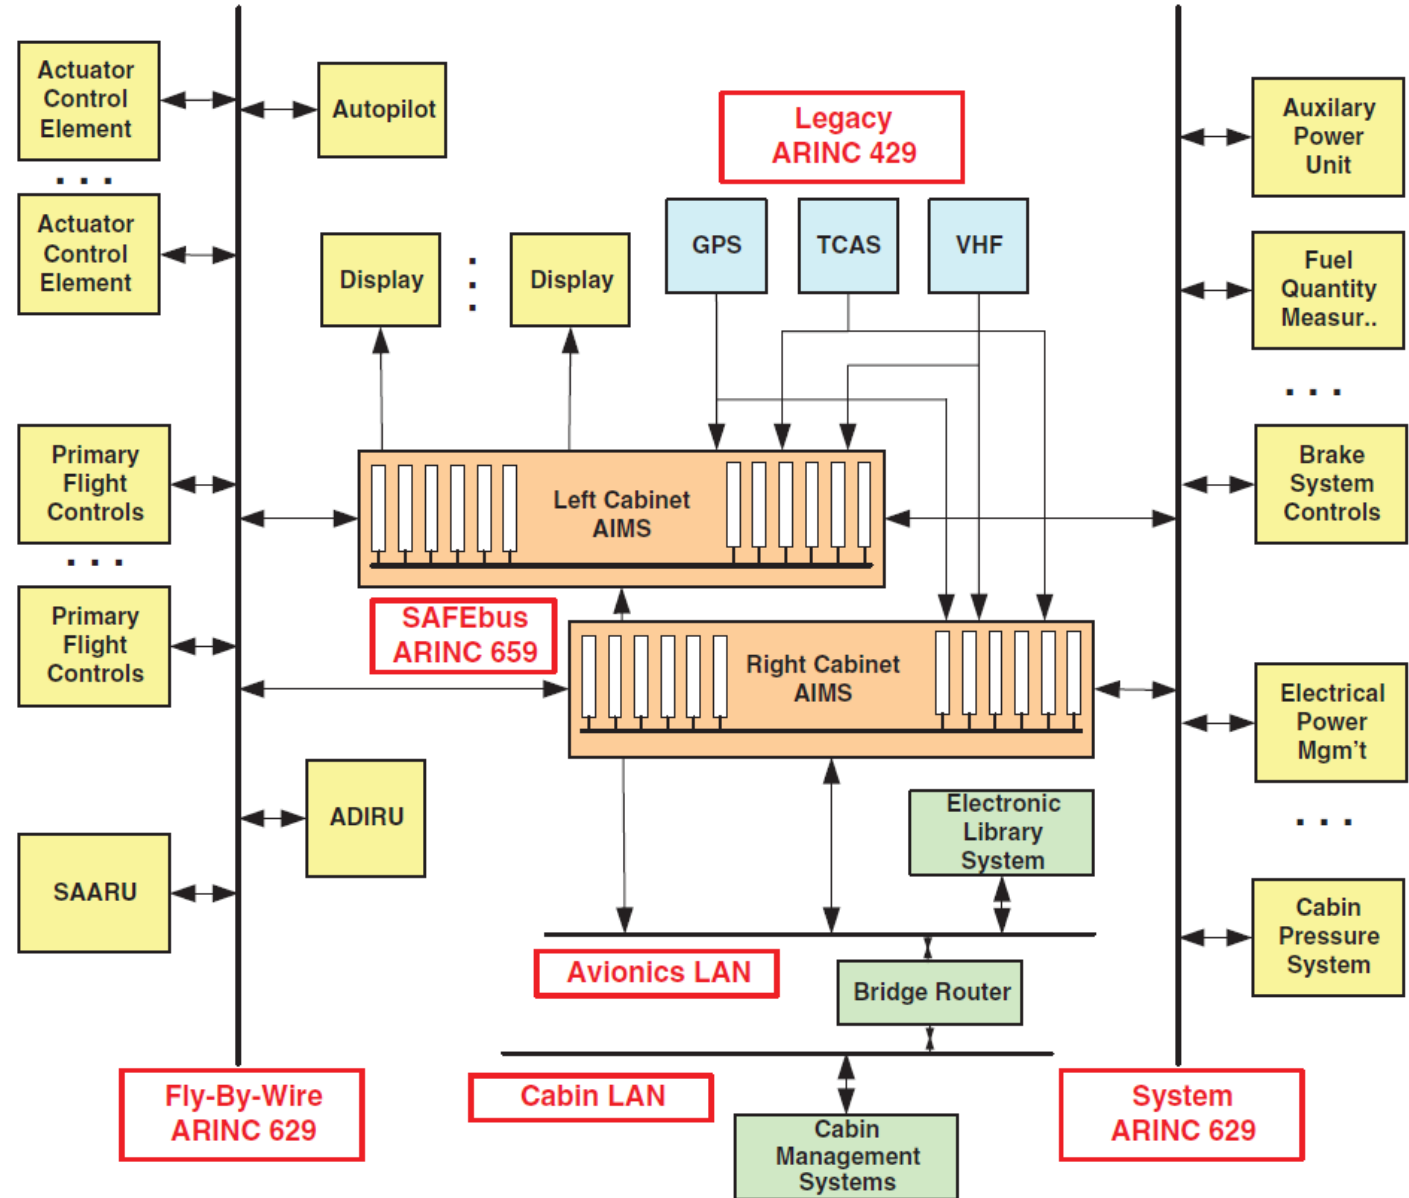 Actuator
Control
Element
. . .
Actuator
Control
Element
Autopilot
Legacy
ARINC 429
GPS
TCAS
VHF
Display
Display
Auxilary
Power
Unit
Fuel
Quantity
Measur..
. . .
Primary
Flight
Controls
. . .
Primary
Flight
Controls
Left Cabinet
AIMS
Brake
System
Controls
SAFEbus
ARINC 659
Right Cabinet
AIMS
Electrical
Power
Mgm't
. . .
ADIRU
SAARU
Electronic
Library
System
Cabin
Pressure
System
Avionics LAN
Bridge Router
Fly-By-Wire
ARINC 629
Cabin LAN
System
ARINC 629
Cabin
Management
Systems